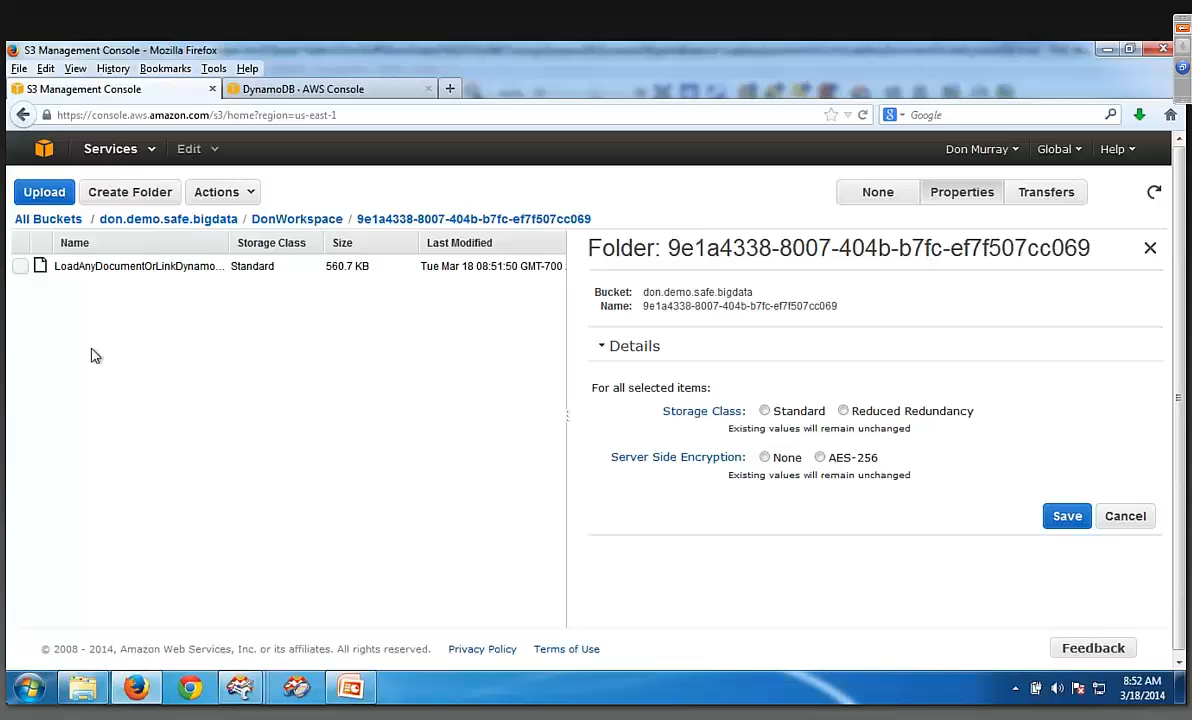 S3 Management Console - Mozilla Firefox
File Edit View History Bookmarks Tools Help
S3 Management Console
DynamoDB · AWS Console
https://console.aws.amazon.com/s3/home?region=us-east-1
Google
Services Edit Don Murray Global Help
Upload Create Folder Actions None Properties Transfers
All Buckets / don.demo.safe.bigdata / DonWorkspace / 9e1a4338-8007-404b-b7fc-ef7f507cc069
Name Storage Class Size Last Modified
LoadAnyDocumentOrLinkDynamo... Standard 560.7 KB Tue Mar 18 08:51:50 GMT-700
Folder: 9e1a4338-8007-404b-b7fc-ef7f507cc069
Bucket: don.demo.safe.bigdata
Name: 9e1a4338-8007-404b-b7fc-ef7f507cc069
Details
For all selected items:
Storage Class: Standard Reduced Redundancy
Existing values will remain unchanged
Server Side Encryption: None AES-256
Existing values will remain unchanged
Save Cancel
© 2008 - 2014, Amazon Web Services, Inc. or its affiliates. All rights reserved. Privacy Policy Terms of Use
Feedback
8:52 AM
3/18/2014